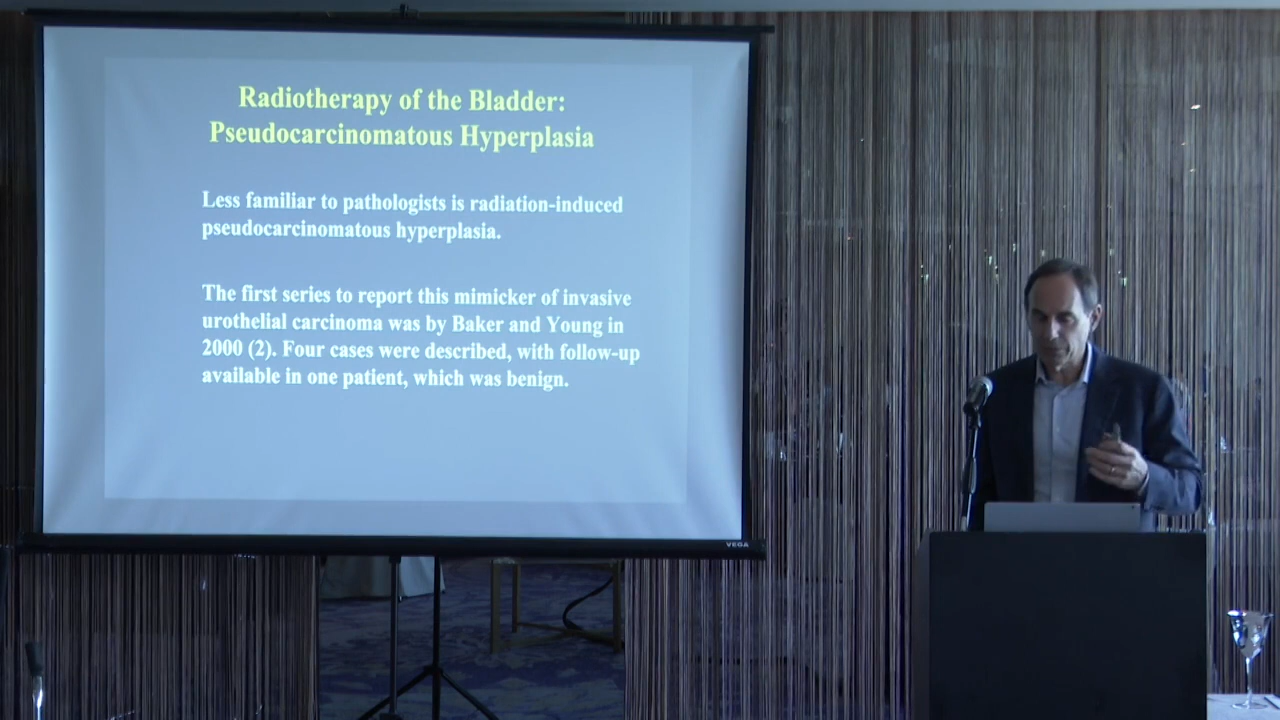 Radiotherapy of the Bladder:
Pseudocarcinomatous Hyperplasia
Less familiar to pathologists is radiation-induced
pseudocarcinomatous hyperplasia.
The first series to report this mimicker of invasive
urothelial carcinoma was by Baker and Young in
2000 (2). Four cases were described, with follow-up
available in one patient, which was benign.
VEGA